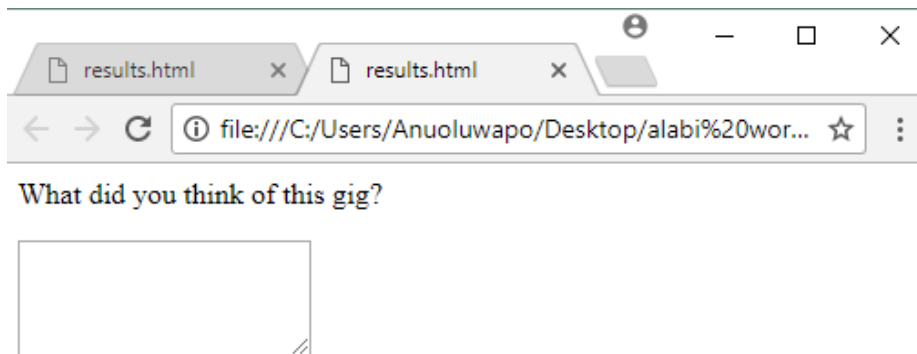 results.html results.html
file:///C:/Users/Anuoluwapo/Desktop/alabi%20wor...
What did you think of this gig?